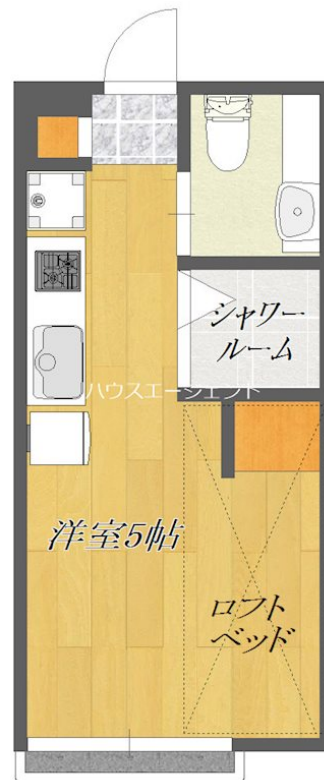 シャワー
ルーム
ハウスエージェント
洋室5帖
ロフト
ベッド